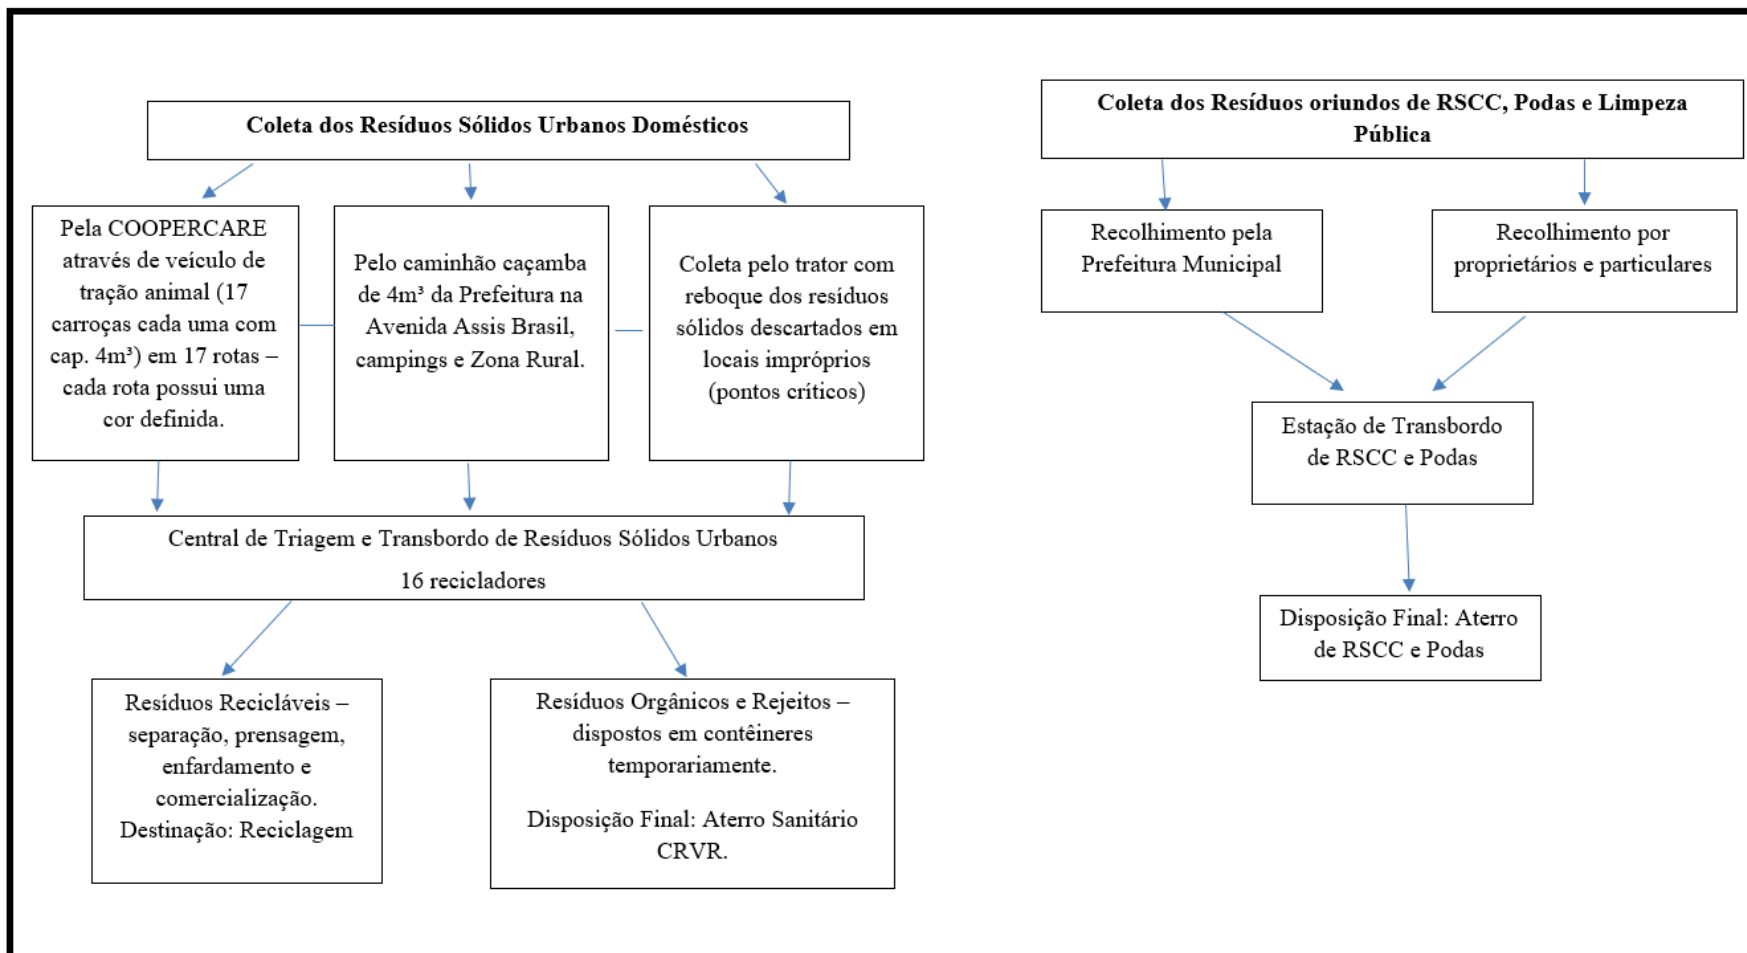 Coleta dos Resíduos Sólidos Urbanos Domésticos
Pela COOPERCARE
através de veículo de
tração animal (17
carroças cada uma com
cap. 4m³) em 17 rotas –
cada rota possui uma
cor definida.
Pelo caminhão caçamba
de 4m³ da Prefeitura na
Avenida Assis Brasil,
campings e Zona Rural.
Coleta pelo trator com
reboque dos resíduos
sólidos descartados em
locais impróprios
(pontos críticos)
Central de Triagem e Transbordo de Resíduos Sólidos Urbanos
16 recicladores
Resíduos Recicláveis –
separação, prensagem,
enfardamento e
comercialização.
Destinação: Reciclagem
Resíduos Orgânicos e Rejeitos –
dispostos em contêineres
temporariamente.
Disposição Final: Aterro Sanitário
CRVR.
Coleta dos Resíduos oriundos de RSCC, Podas e Limpeza
Pública
Recolhimento pela
Prefeitura Municipal
Recolhimento por
proprietários e particulares
Estação de Transbordo
de RSCC e Podas
Disposição Final: Aterro
de RSCC e Podas